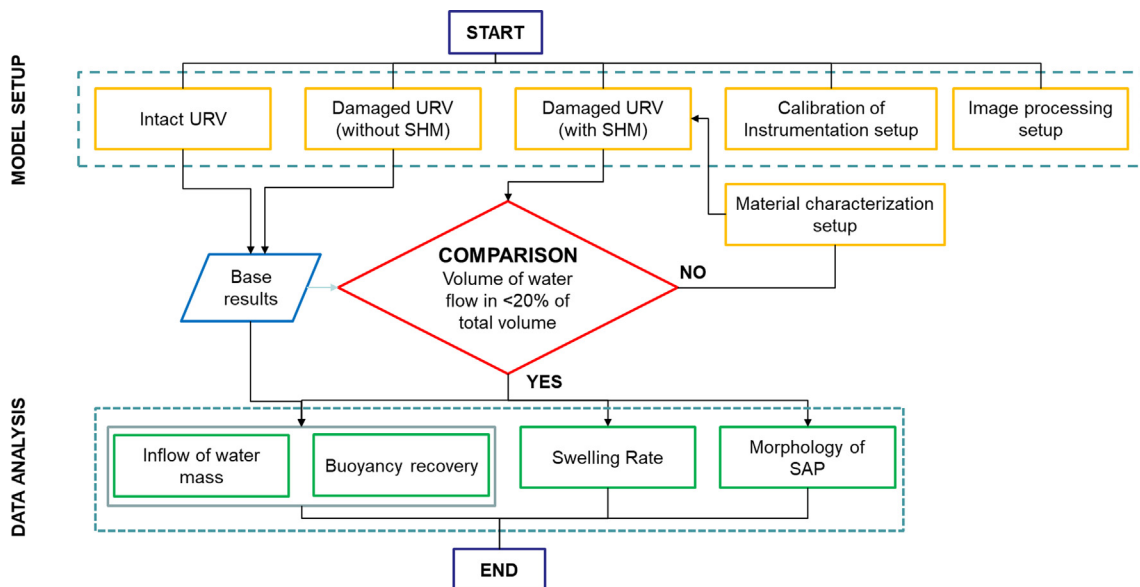 START
MODEL SETUP
Intact URV
Damaged URV
(without SHM)
Damaged URV
(with SHM)
Calibration of
Instrumentation setup
Image processing
setup
Material characterization
setup
COMPARISON
Volume of water
flow in <20% of
total volume
NO
Base
results
YES
DATA ANALYSIS
Inflow of water
mass
Buoyancy recovery
Swelling Rate
Morphology of
SAP
END